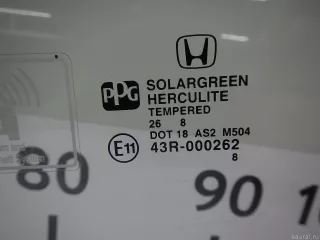 PPG
SOLARGREEN
HERCULITE
TEMPERED
26 8
DOT 18 AS2 M504
E11 43R-000262
8
80
90